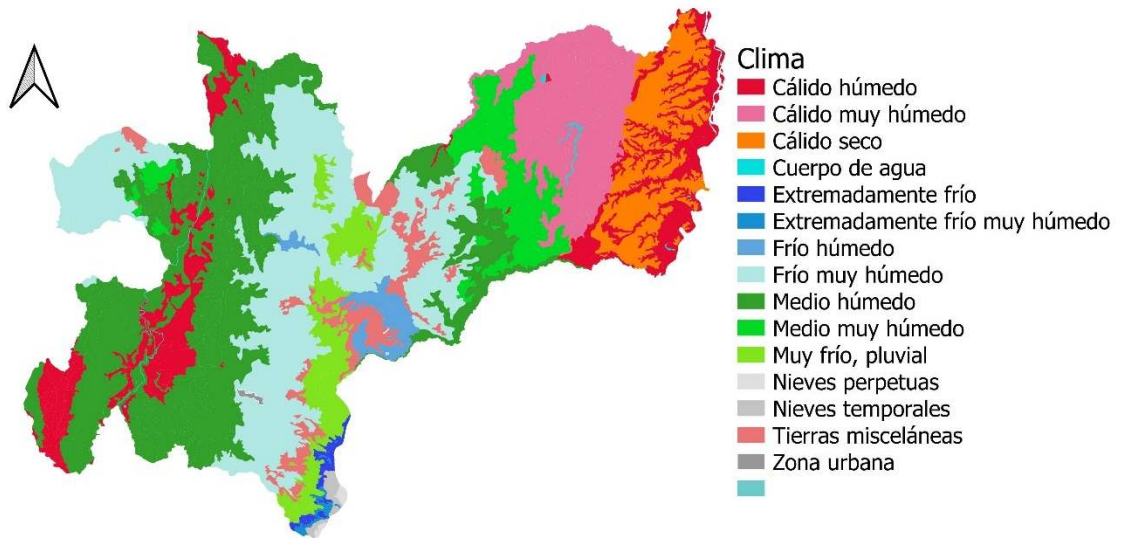 Clima
Cálido húmedo
Cálido muy húmedo
Cálido seco
Cuerpo de agua
Extremadamente frío
Extremadamente frío muy húmedo
Frío húmedo
Frío muy húmedo
Medio húmedo
Medio muy húmedo
Muy frío, pluvial
Nieves perpetuas
Nieves temporales
Tierras misceláneas
Zona urbana